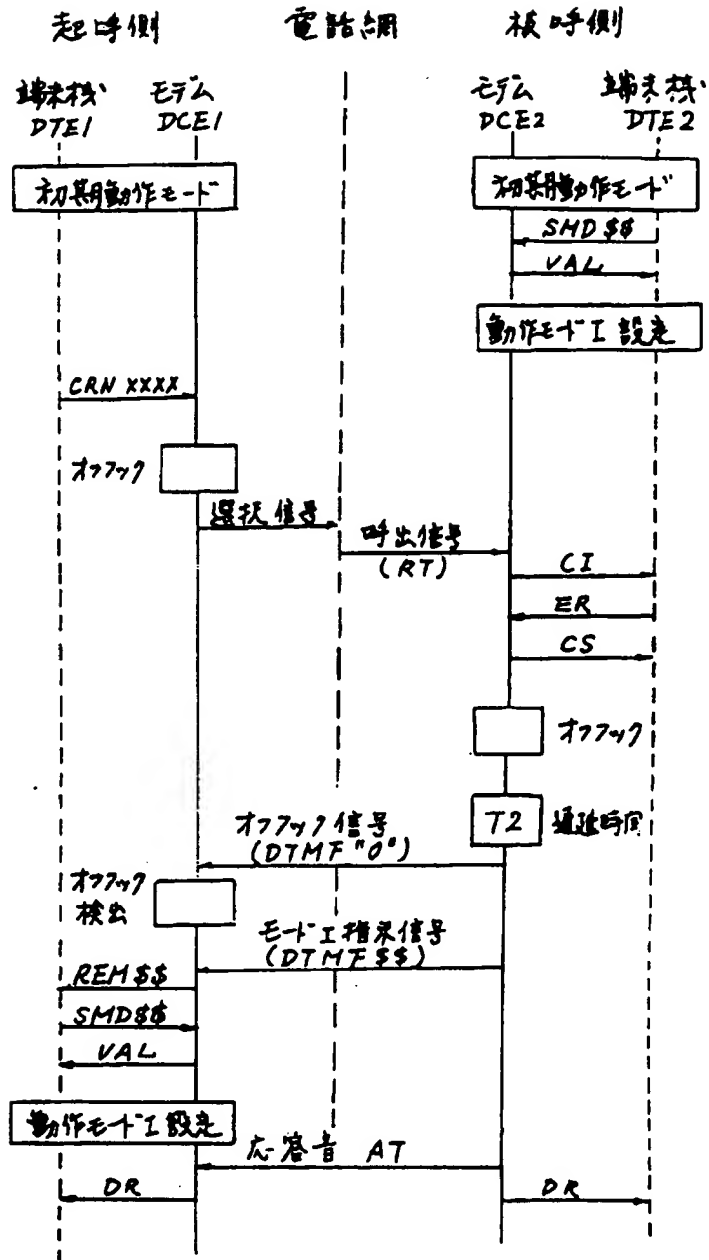 起呼側 電話網 被呼側
端末機 モデム モデム 端末機
DTE1 DCE1 DCE2 DTE2
初期動作モード 初期動作モード
SMD $$
VAL
動作モードI 設定
CRN XXXX
オフフック
選択信号
呼出信号
(RT)
CI
ER
CS
オフフック
T2
オフフック信号
(DTMF "0")
オフフック
検出
モードI指示信号
(DTMF $$)
REM $$
SMD$$
VAL
動作モードI 設定
応答音 AT
DR DR